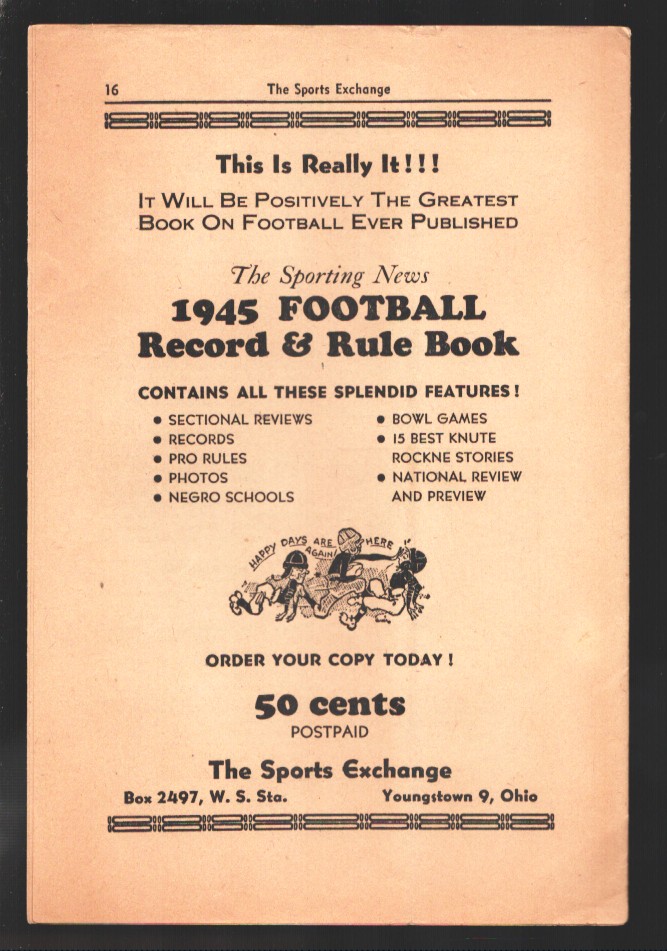 16 The Sports Exchange
This Is Really It!!!
It Will Be Positively The Greatest
Book On Football Ever Published
The Sporting News
1945 FOOTBALL
Record & Rule Book
CONTAINS ALL THESE SPLENDID FEATURES!
● SECTIONAL REVIEWS
● RECORDS
● PRO RULES
● PHOTOS
● NEGRO SCHOOLS
● BOWL GAMES
● 15 BEST KNUTE
ROCKNE STORIES
● NATIONAL REVIEW
AND PREVIEW
HAPPY DAYS ARE HERE
AGAIN!
ORDER YOUR COPY TODAY!
50 cents
POSTPAID
The Sports Exchange
Box 2497, W. S. Sta. Youngstown 9, Ohio